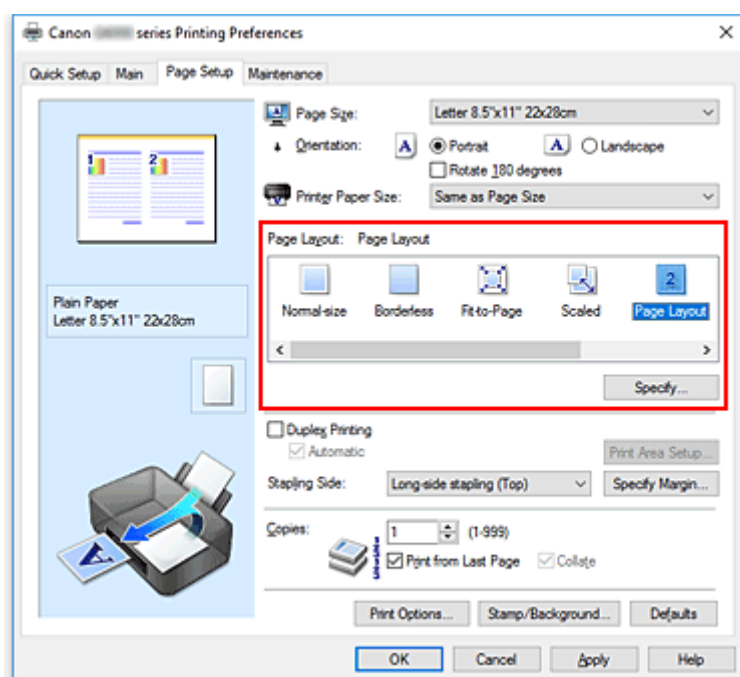 Canon series Printing Preferences
Quick Setup Main Page Setup Maintenance
1 2
Plain Paper
Letter 8.5"x11" 22x28cm
Page Size: Letter 8.5"x11" 22x28cm
Orientation: A Portrait A Landscape
Rotate 180 degrees
Printer Paper Size: Same as Page Size
Page Layout: Page Layout
2
Normal-size Borderless Fit-to-Page Scaled Page Layout
Specify...
Duplex Printing
Automatic Print Area Setup...
Stapling Side: Long-side stapling (Top) Specify Margin...
Copies: 1 (1-999)
Print from Last Page Collate
A
Print Options... Stamp/Background... Defaults
OK Cancel Apply Help